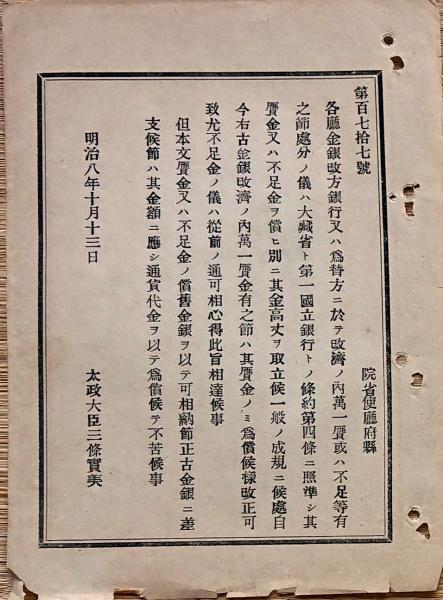 第百七拾七號
院省使廳府縣
各廳金銀改方銀行又ハ爲替方ニ於テ改濟ノ內萬一贋或ハ不足等有
之節處分ノ儀ハ大藏省ト第一國立銀行トノ條約第四條ニ照準シ其
贋金又ハ不足金ヲ償ヒ別ニ其金高丈ヲ取立候一般ノ成規ニ候處自
今右古金銀改濟ノ內萬一贋金有之節ハ其贋金ノミ爲償候樣改正可
致尤不足金ノ儀ハ從前ノ通可相心得此旨相達候事
但本文贋金又ハ不足金ノ償舊金銀ヲ以テ可相納節正古金銀ニ差
支候節ハ其金額ニ應シ通貨代金ヲ以テ爲償候テ不苦候事
明治八年十月十三日
太政大臣三條實美